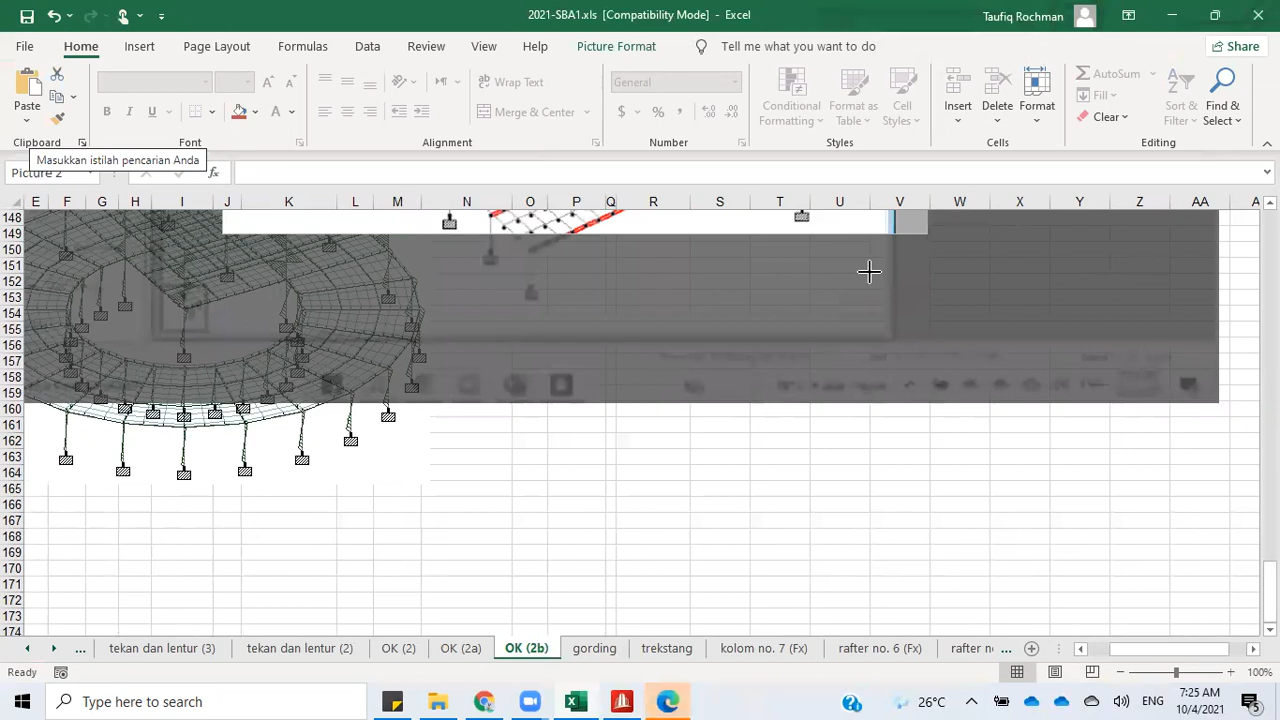 2021-SBA1.xls [Compatibility Mode] - Excel
Taufiq Rochman
File Home Insert Page Layout Formulas Data Review View Help Picture Format Tell me what you want to do Share
Paste
Wrap Text
General
Merge & Center
$ % ,
B I U
Conditional Formatting
Format as Table
Cell Styles
Insert
Delete
Format
AutoSum
Fill
Clear
Sort & Filter
Find & Select
Clipboard Font Alignment Number Styles Cells Editing
Masukkan istilah pencarian Anda
Picture 2
fx
E F G H I J K L M N O P Q R S T U V W X Y Z AA
148
149
150
151
152
153
154
155
156
157
158
159
160
161
162
163
164
165
166
167
168
169
170
171
172
173
174
... tekan dan lentur (3) tekan dan lentur (2) OK (2) OK (2a) OK (2b) gording trekstang kolom no. 7 (Fx) rafter no. 6 (Fx) rafter n ...
Ready
100%
Type here to search
26°C
ENG
7:25 AM
10/4/2021
5